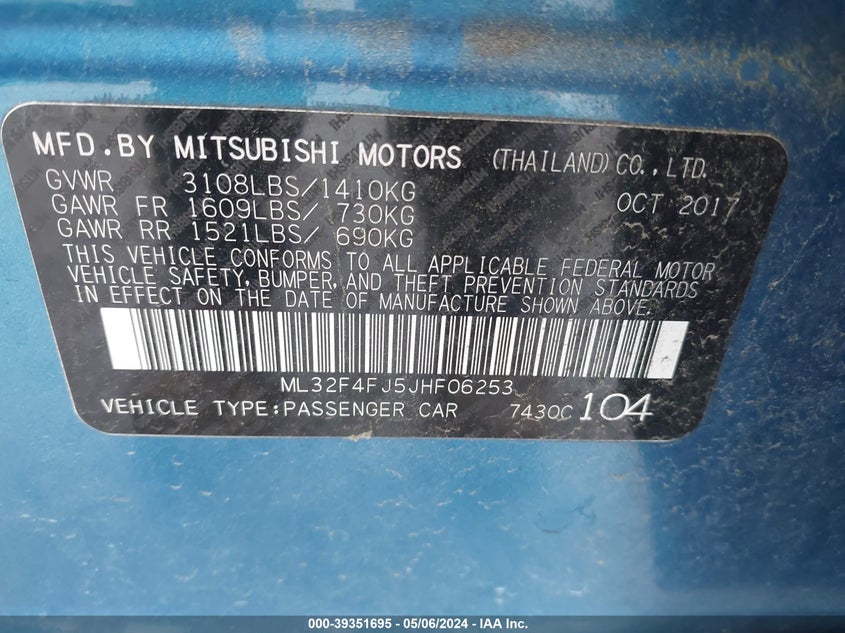 MFD.BY MITSUBISHI MOTORS (THAILAND) CO., LTD.
GVWR 3108LBS/1410KG OCT 2017
GAWR FR 1609LBS/ 730KG
GAWR RR 1521LBS/ 690KG
THIS VEHICLE CONFORMS TO ALL APPLICABLE FEDERAL MOTOR
VEHICLE SAFETY, BUMPER, AND THEFT PREVENTION STANDARDS
IN EFFECT ON THE DATE OF MANUFACTURE SHOWN ABOVE.
ML32F4FJ5JHF06253
VEHICLE TYPE:PASSENGER CAR 7430C 104
000-39351695 - 05/06/2024 - IAAI.COM